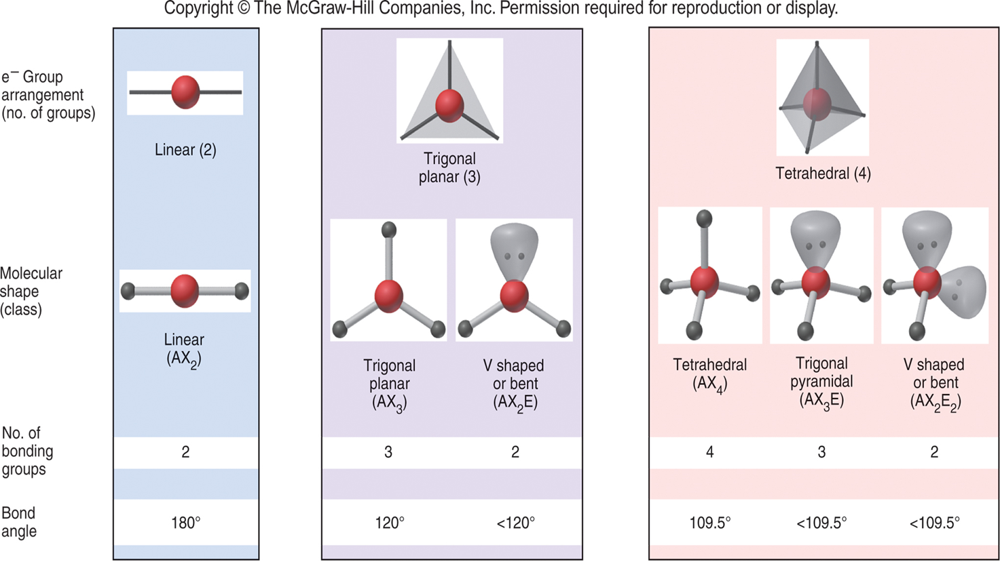 Copyright © The McGraw-Hill Companies, Inc. Permission required for reproduction or display.
e⁻ Group
arrangement
(no. of groups)
Linear (2)
Trigonal
planar (3)
Tetrahedral (4)
Molecular
shape
(class)
Linear
(AX₂)
Trigonal
planar
(AX₃)
V shaped
or bent
(AX₂E)
Tetrahedral
(AX₄)
Trigonal
pyramidal
(AX₃E)
V shaped
or bent
(AX₂E₂)
No. of
bonding
groups
2
3
2
4
3
2
Bond
angle
180°
120°
<120°
109.5°
<109.5°
<109.5°